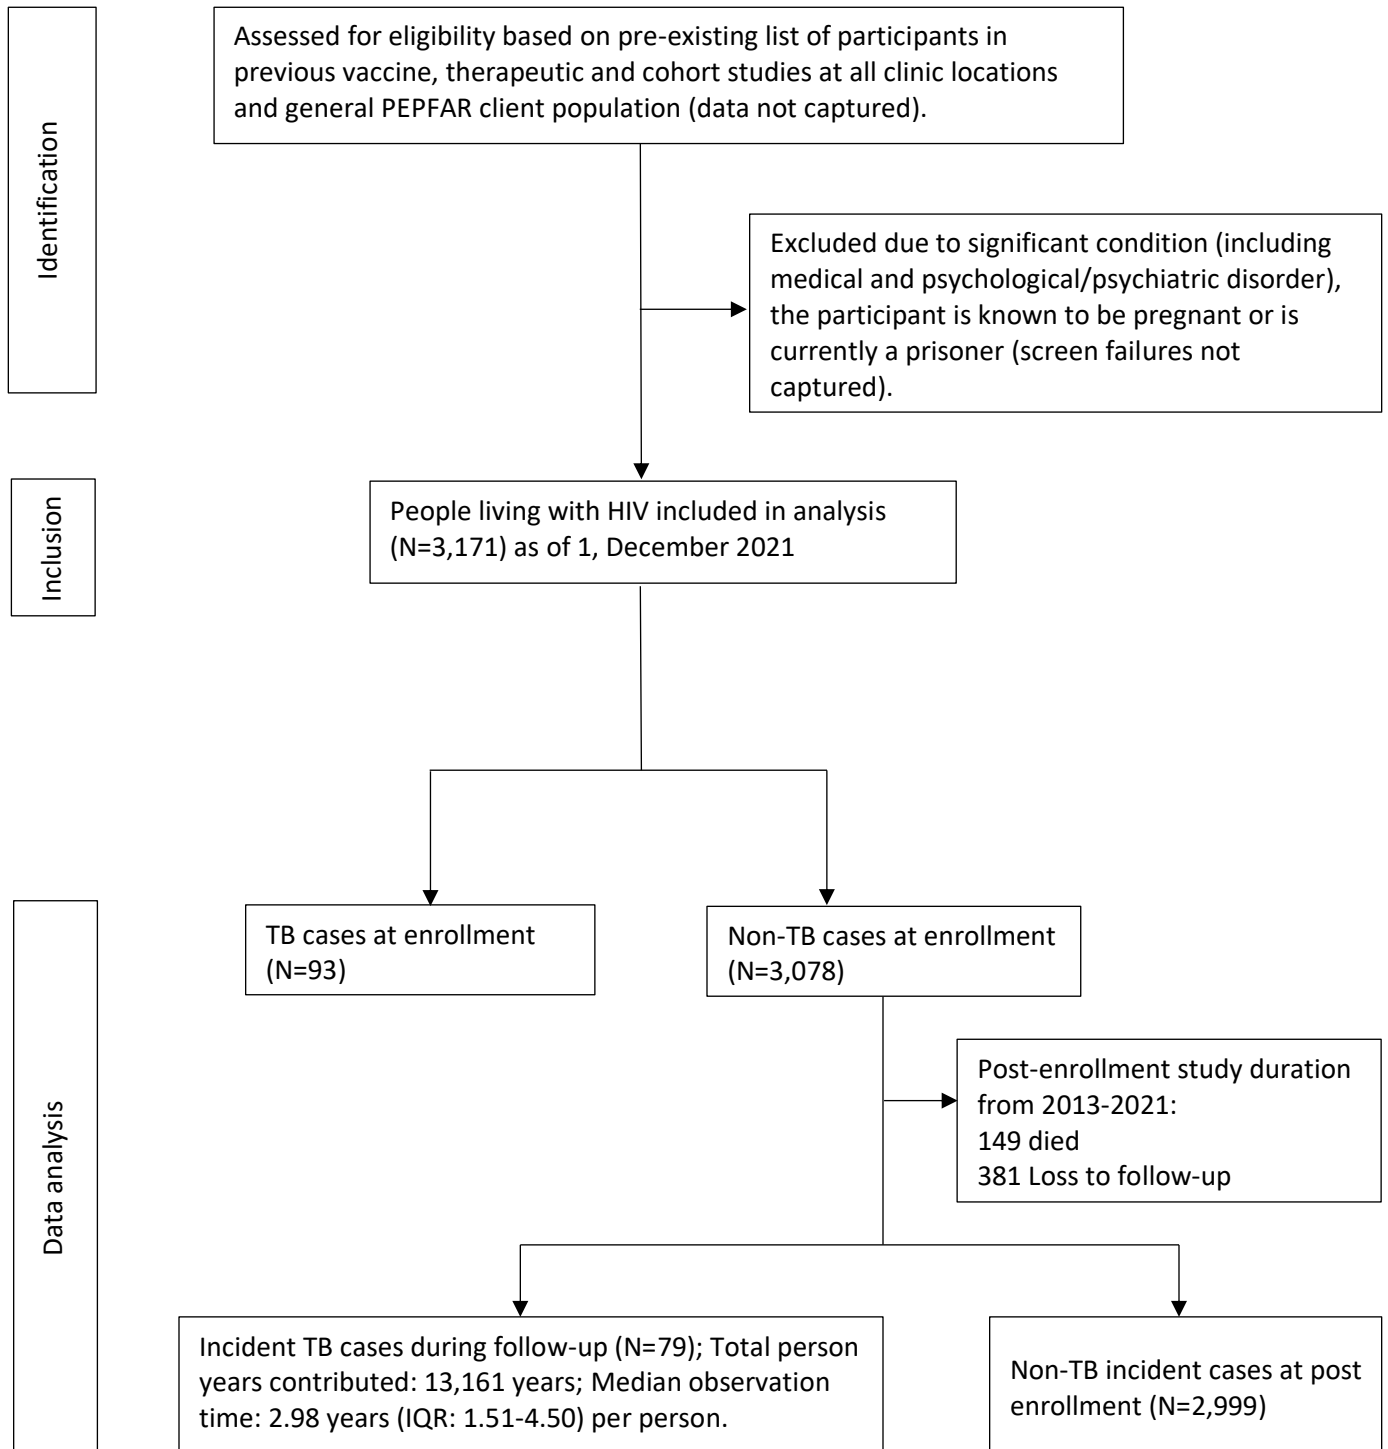 Identification
Assessed for eligibility based on pre-existing list of participants in
previous vaccine, therapeutic and cohort studies at all clinic locations
and general PEPFAR client population (data not captured).
Excluded due to significant condition (including
medical and psychological/psychiatric disorder),
the participant is known to be pregnant or is
currently a prisoner (screen failures not
captured).
Inclusion
People living with HIV included in analysis
(N=3,171) as of 1, December 2021
Data analysis
TB cases at enrollment
(N=93)
Non-TB cases at enrollment
(N=3,078)
Post-enrollment study duration
from 2013-2021:
149 died
381 Loss to follow-up
Incident TB cases during follow-up (N=79); Total person
years contributed: 13,161 years; Median observation
time: 2.98 years (IQR: 1.51-4.50) per person.
Non-TB incident cases at post
enrollment (N=2,999)